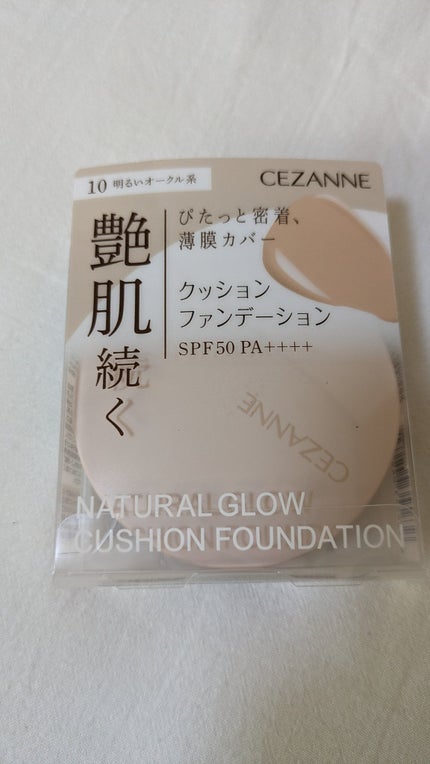 10 明るいオークル系
CEZANNE
艶肌続く
ぴたっと密着、
薄膜カバー
クッション
ファンデーション
SPF50 PA++++
CEZANNE
NATURAL GLOW
CUSHION FOUNDATION